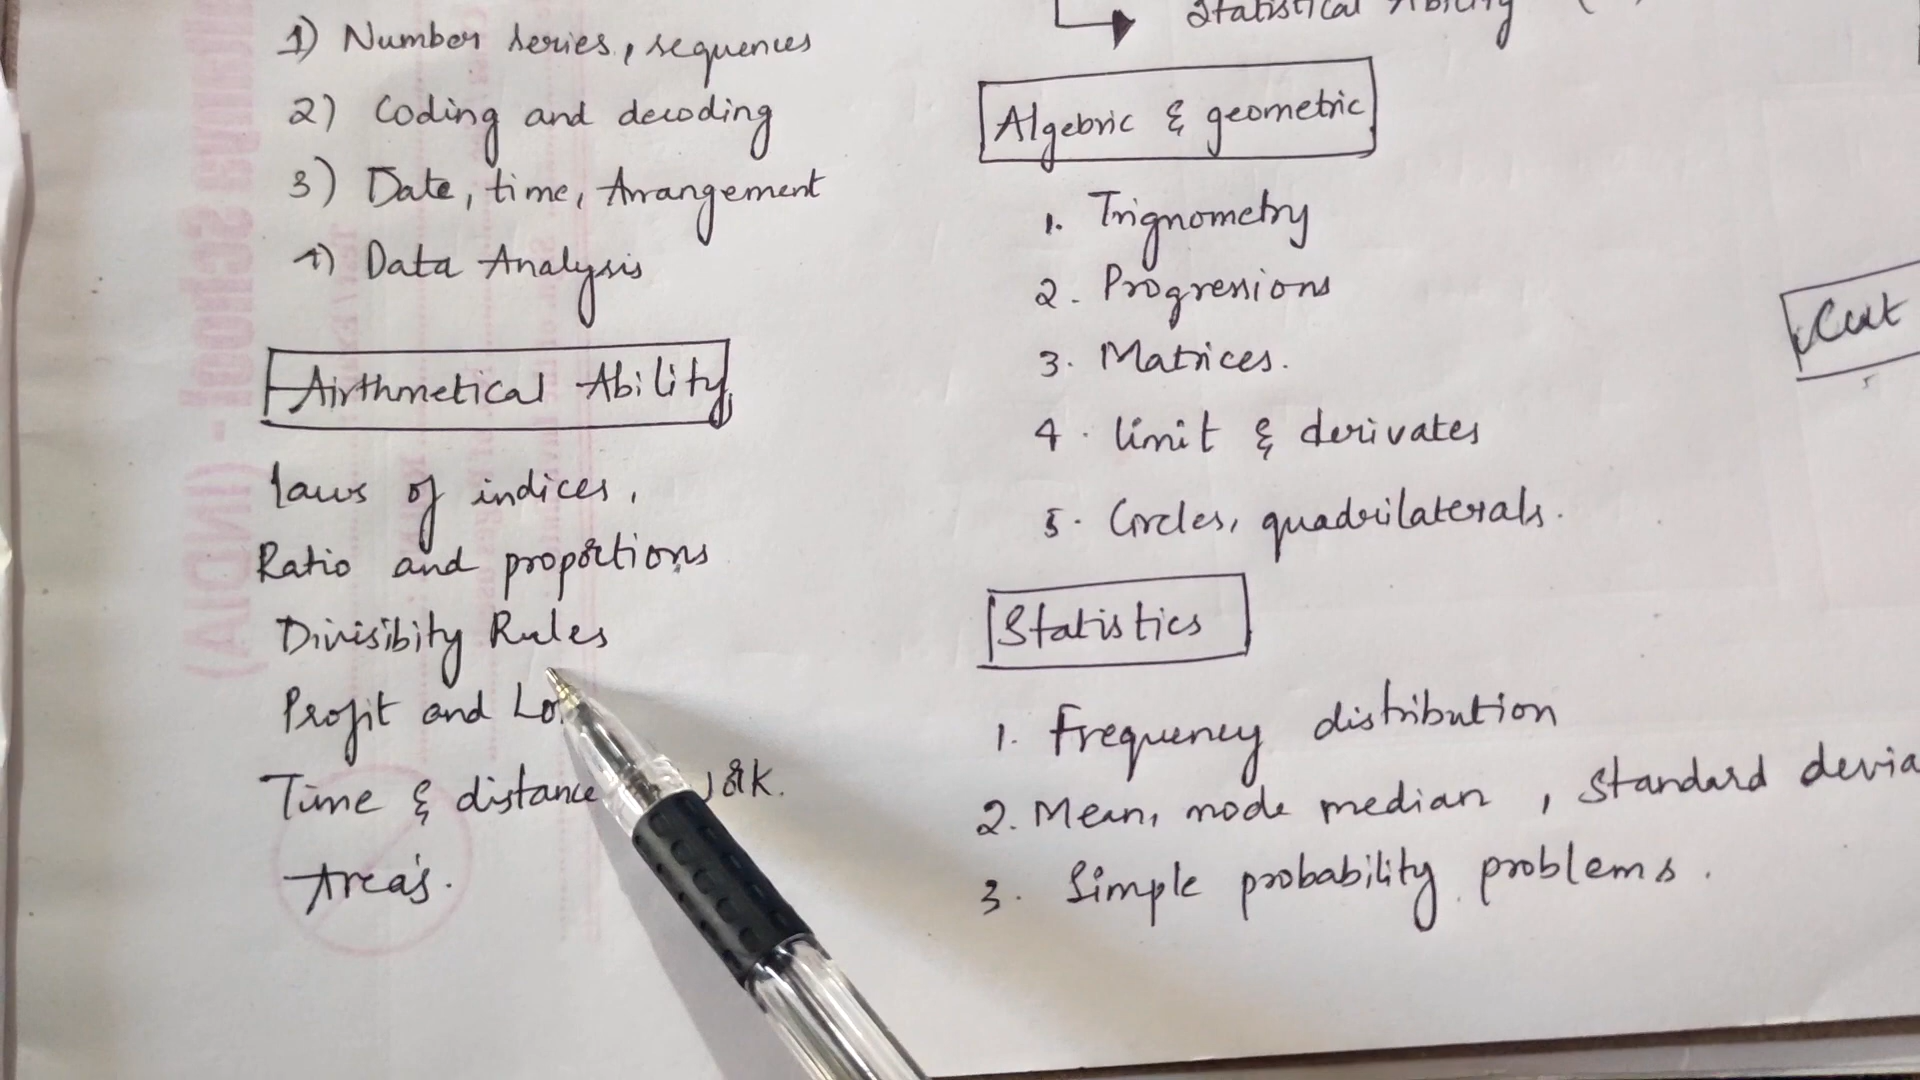 1) Number series, sequences
2) Coding and decoding
3) Date, time, Arrangement
4) Data Analysis
Airthmetical Ability
laws of indices,
Ratio and proportions
Divisibity Rules
Profit and Lo
Time & distance
Area's.
Statistical Ability
Algebric & geometric
1. Trignometry
2. Progressions
3. Matrices.
4. limit & derivates
5. Circles, quadrilaterals.
Statistics
1. Frequency distribution
2. Mean, mode median, Standard devia
3. Simple probability problems.
Cut